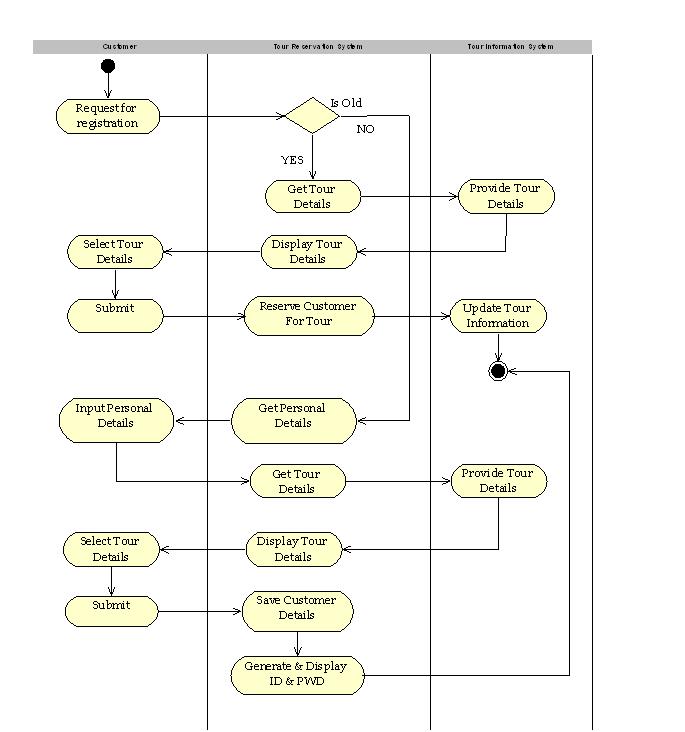 Customer
Tour Reservation System
Tour Information System
Request for
registration
Is Old
NO
YES
Get Tour
Details
Provide Tour
Details
Select Tour
Details
Display Tour
Details
Submit
Reserve Customer
For Tour
Update Tour
Information
Input Personal
Details
Get Personal
Details
Get Tour
Details
Provide Tour
Details
Select Tour
Details
Display Tour
Details
Submit
Save Customer
Details
Generate & Display
ID & PWD